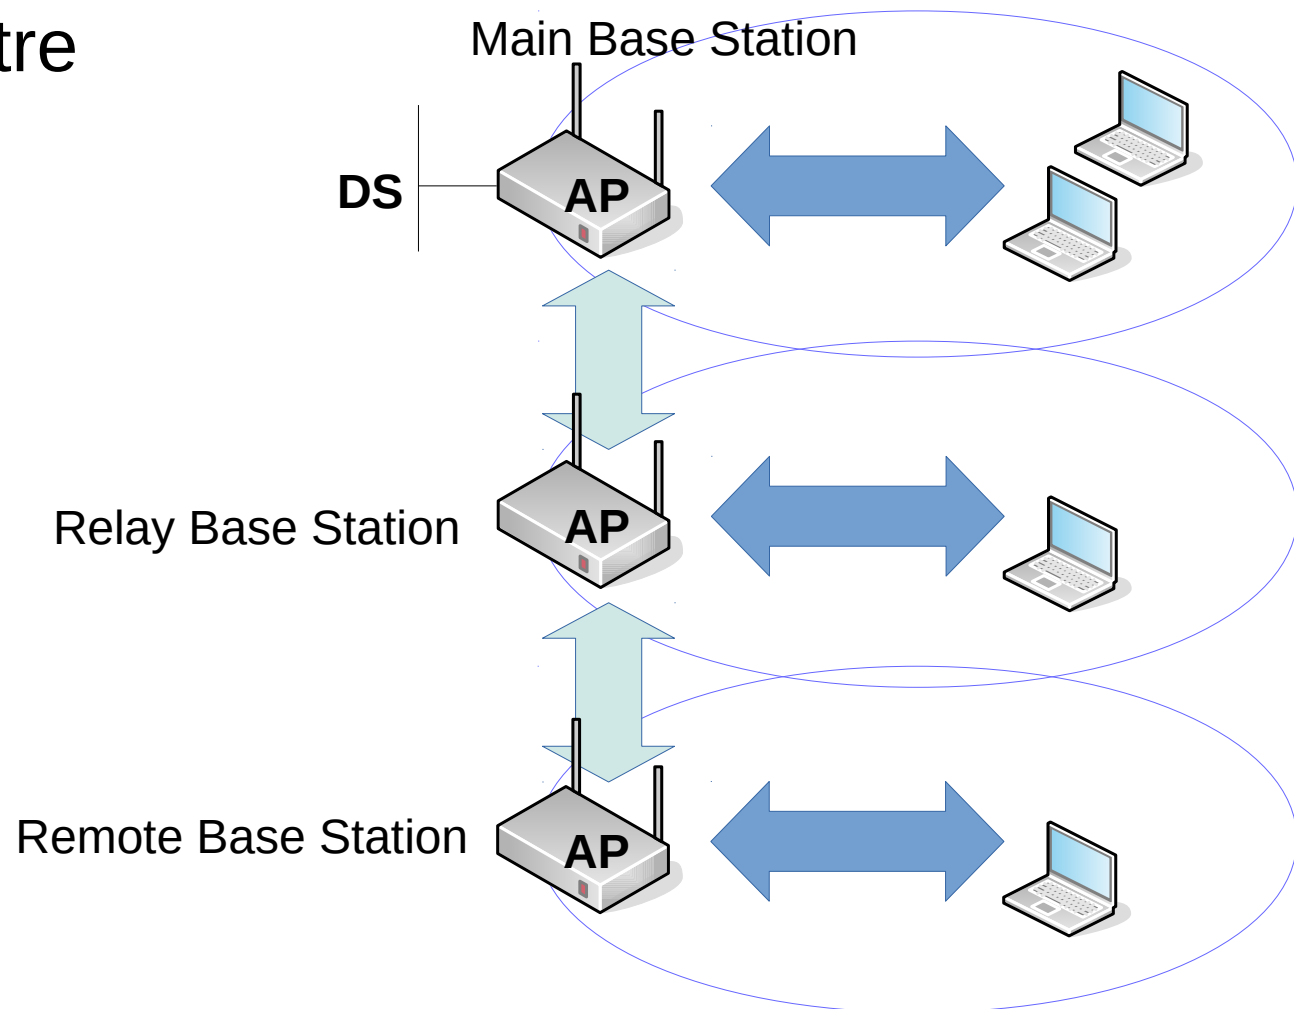 tre
Main Base Station
DS
AP
Relay Base Station
AP
Remote Base Station
AP